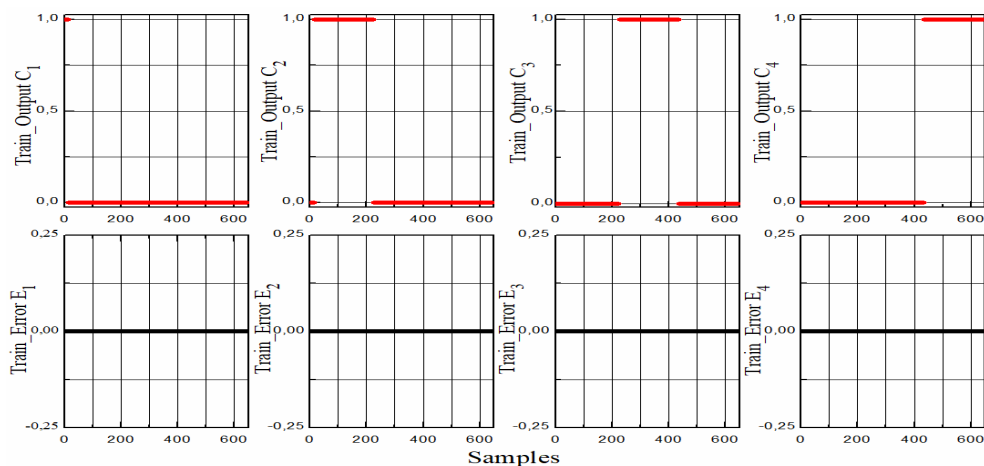 Train_Output C1
1,0
0,5
0,0
0 200 400 600
Train_Output C2
1,0
0,5
0,0
0 200 400 600
Train_Output C3
1,0
0,5
0,0
0 200 400 600
Train_Output C4
1,0
0,5
0,0
0 200 400 600
Train_Error E1
0,25
0,00
-0,25
0 200 400 600
Train_Error E2
0,25
0,00
-0,25
0 200 400 600
Train_Error E3
0,25
0,00
-0,25
0 200 400 600
Train_Error E4
0,25
0,00
-0,25
0 200 400 600
Samples